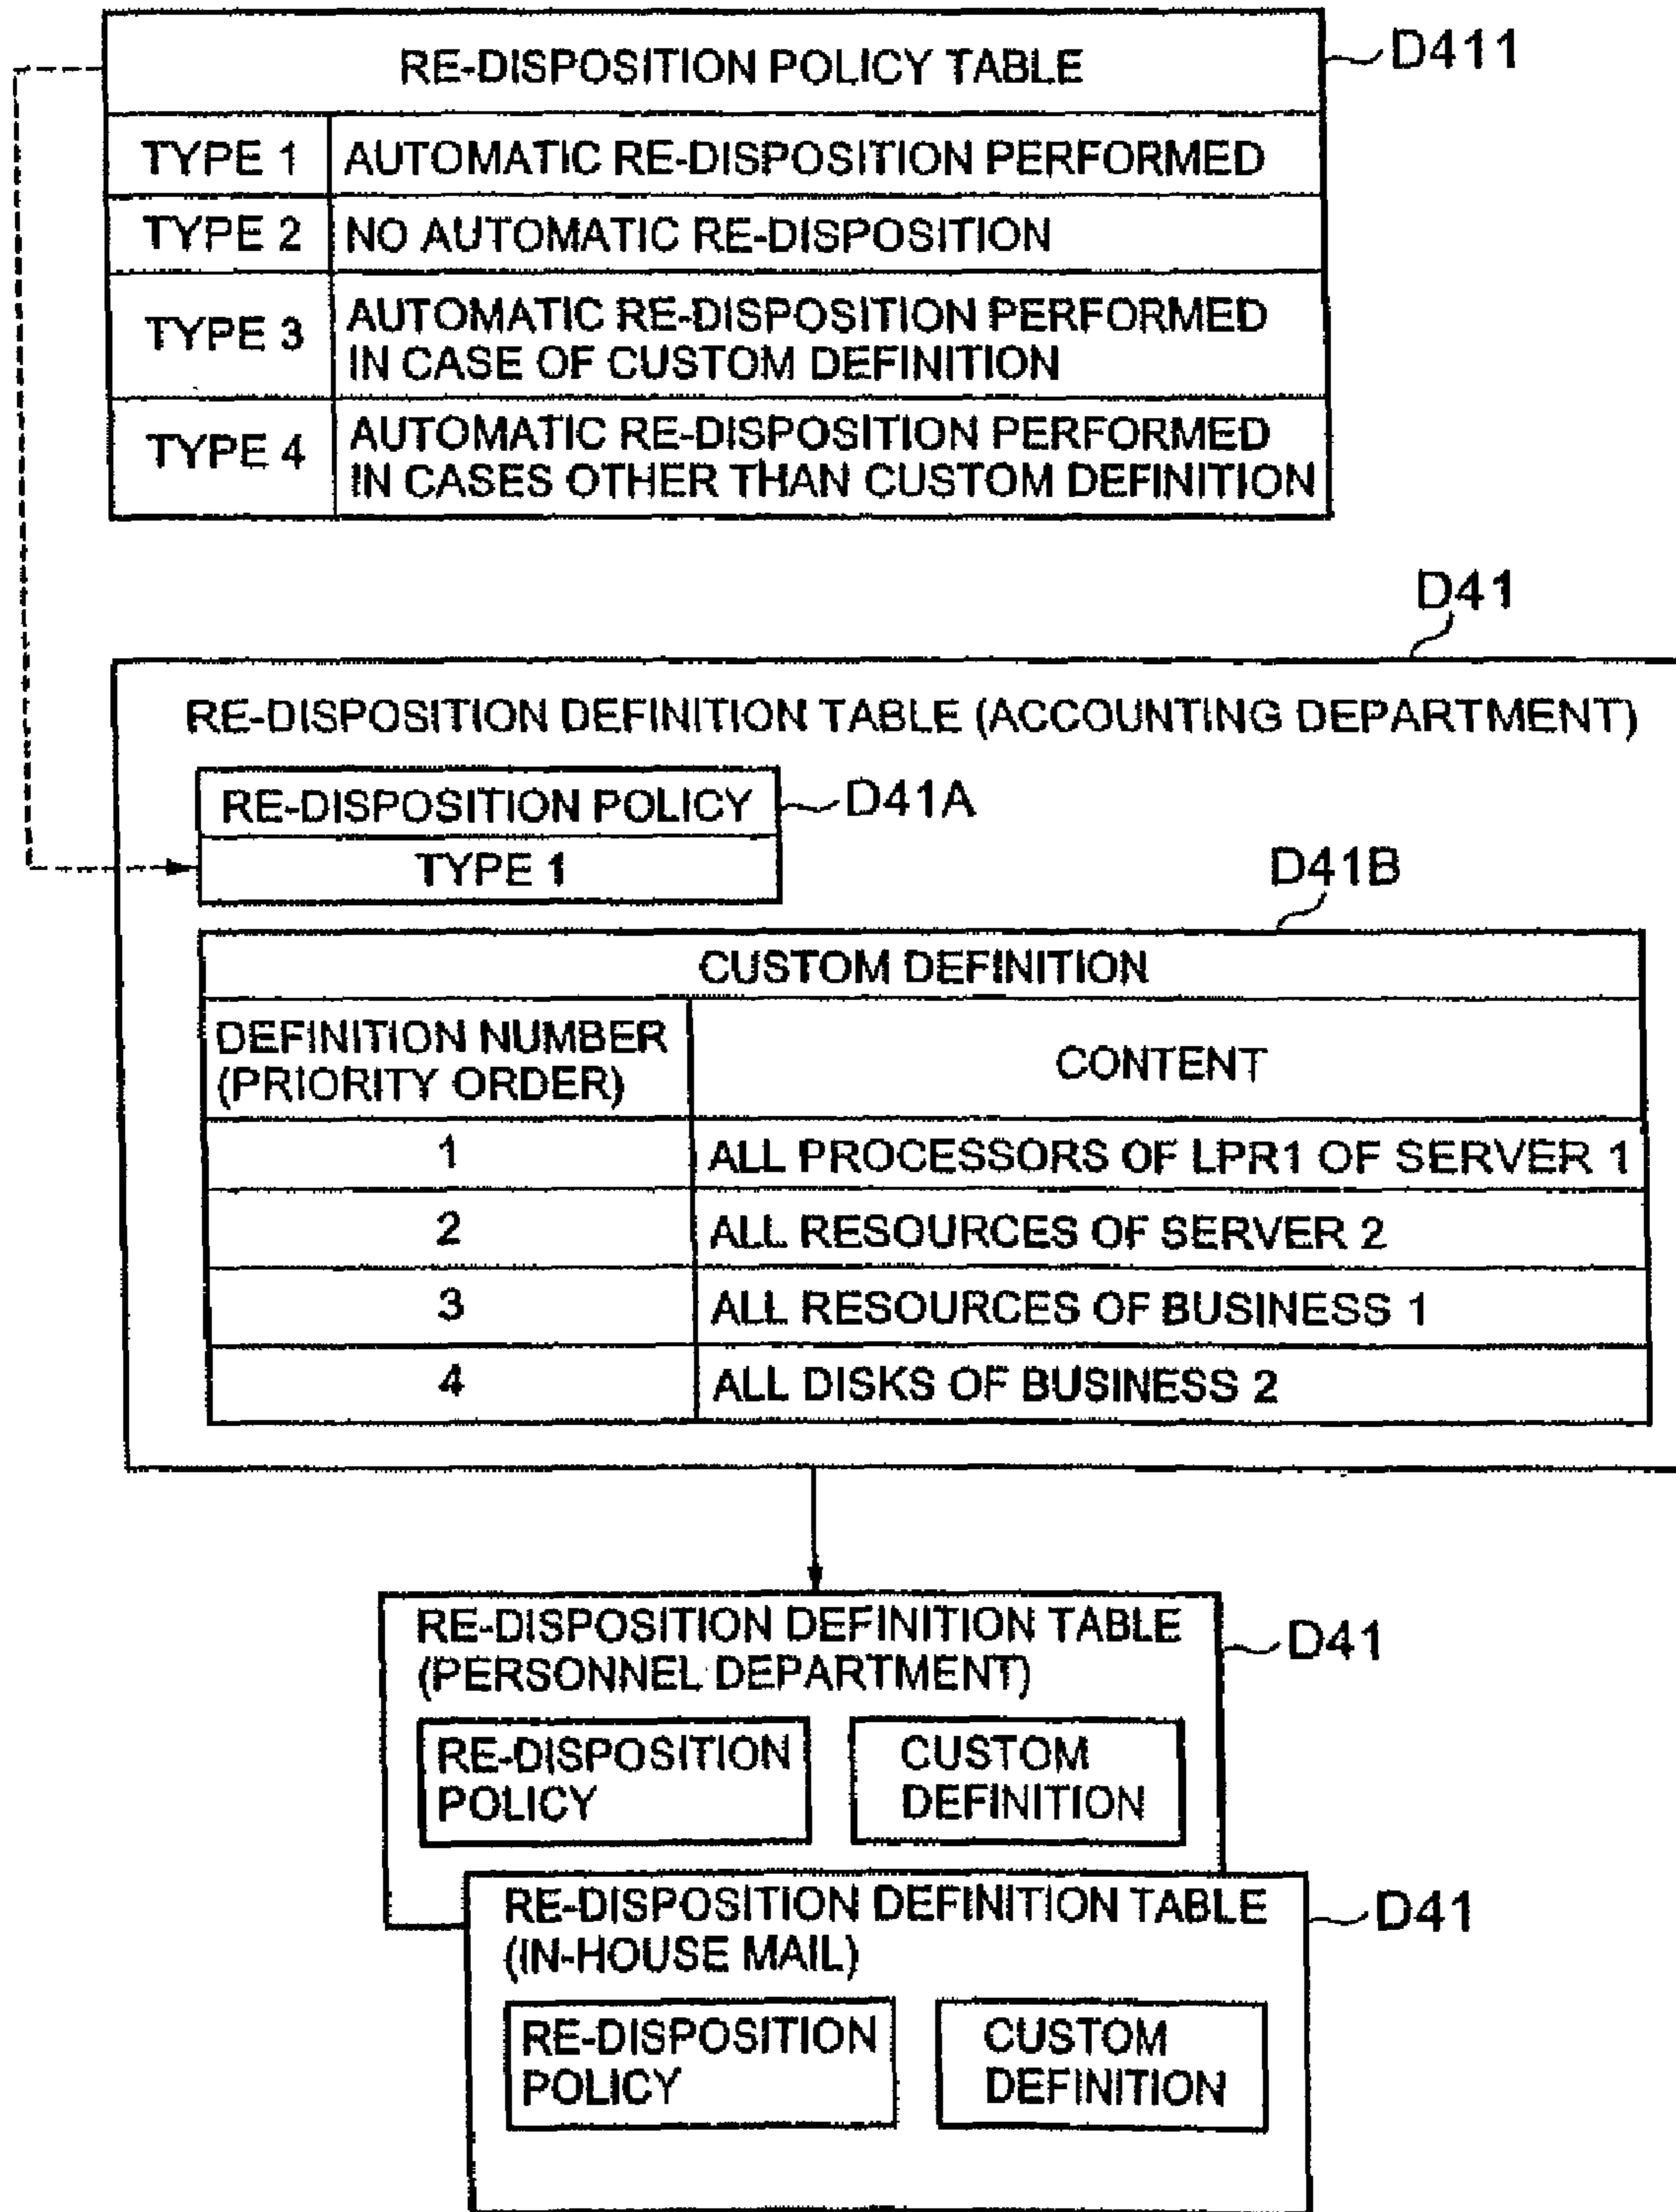 RE-DISPOSITION POLICY TABLE
D411
TYPE 1 AUTOMATIC RE-DISPOSITION PERFORMED
TYPE 2 NO AUTOMATIC RE-DISPOSITION
TYPE 3 AUTOMATIC RE-DISPOSITION PERFORMED
IN CASE OF CUSTOM DEFINITION
TYPE 4 AUTOMATIC RE-DISPOSITION PERFORMED
IN CASES OTHER THAN CUSTOM DEFINITION
D41
RE-DISPOSITION DEFINITION TABLE (ACCOUNTING DEPARTMENT)
RE-DISPOSITION POLICY
D41A
TYPE 1
D41B
CUSTOM DEFINITION
DEFINITION NUMBER
(PRIORITY ORDER)
CONTENT
1 ALL PROCESSORS OF LPR1 OF SERVER 1
2 ALL RESOURCES OF SERVER 2
3 ALL RESOURCES OF BUSINESS 1
4 ALL DISKS OF BUSINESS 2
RE-DISPOSITION DEFINITION TABLE
(PERSONNEL DEPARTMENT)
D41
RE-DISPOSITION
POLICY
CUSTOM
DEFINITION
RE-DISPOSITION DEFINITION TABLE
(IN-HOUSE MAIL)
D41
RE-DISPOSITION
POLICY
CUSTOM
DEFINITION